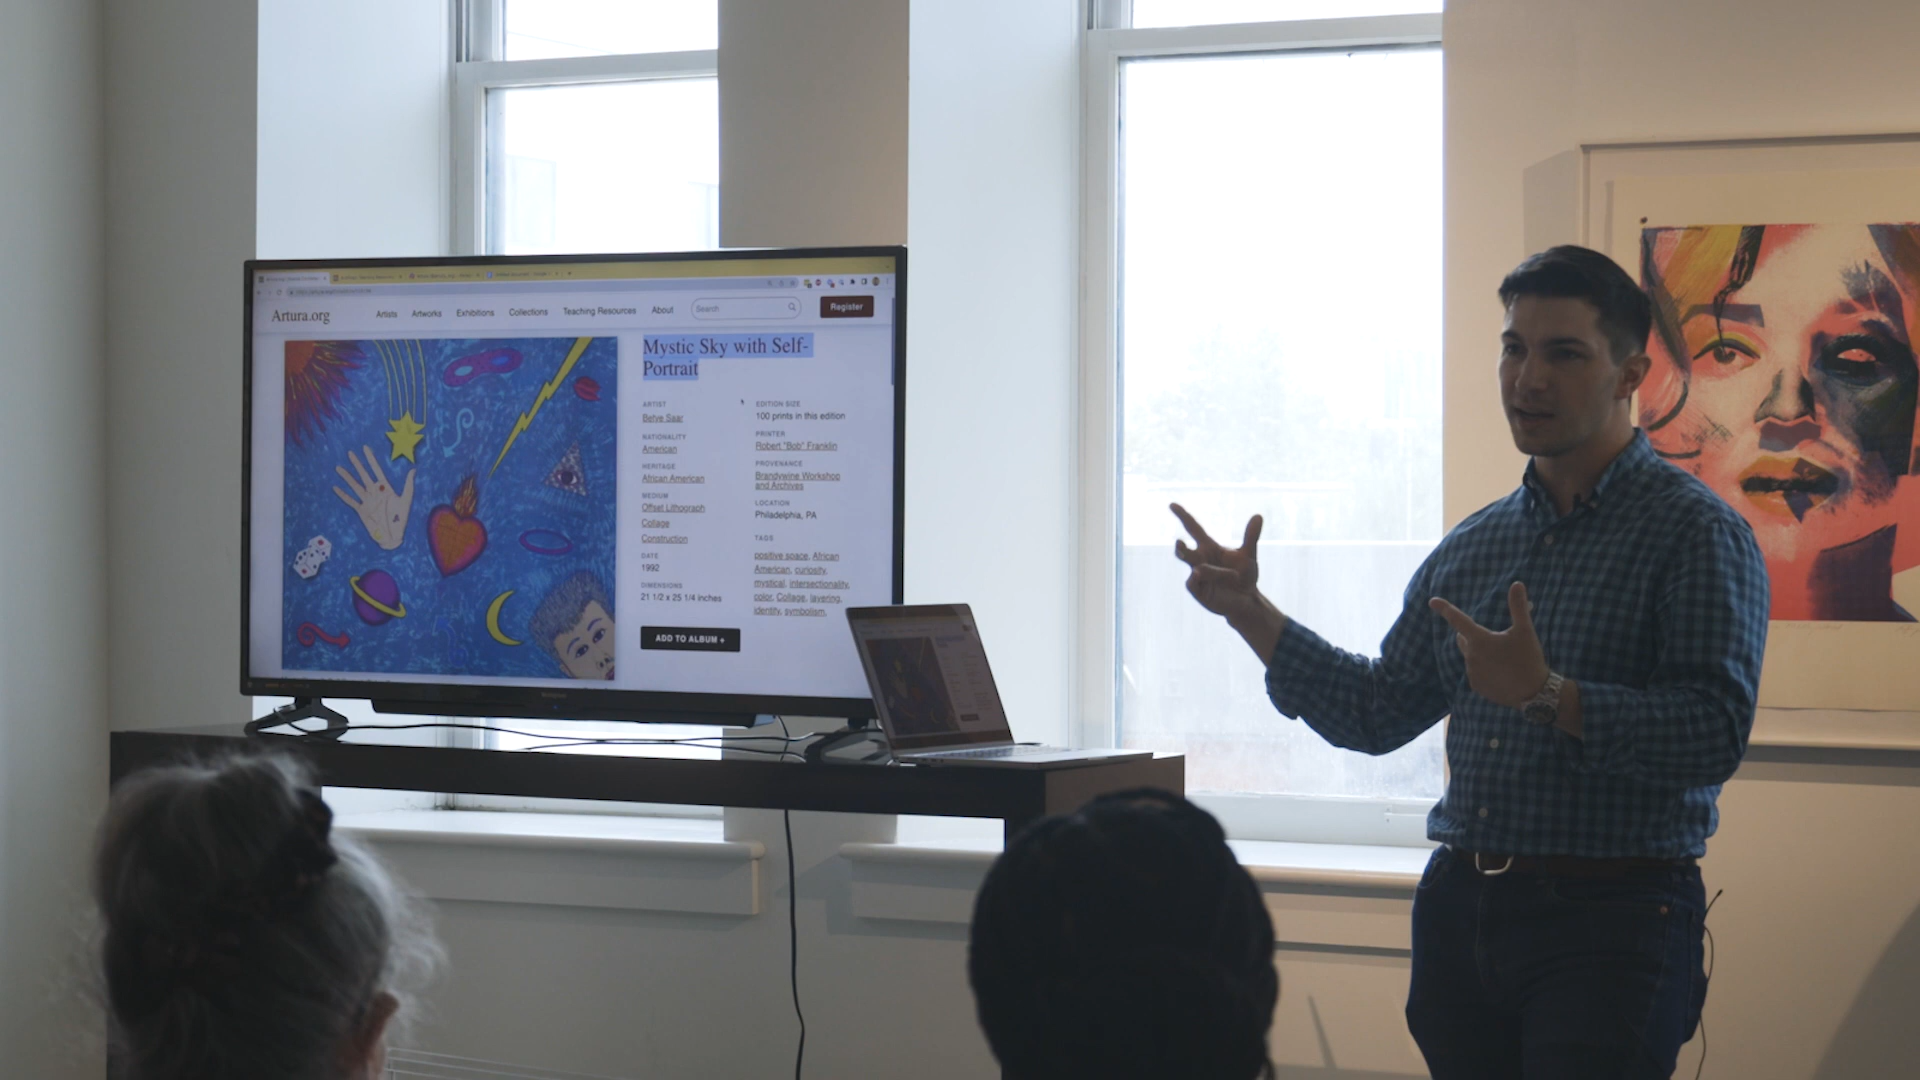 Artura.org
Artists Artworks Exhibitions Collections Teaching Resources About Search Register
Mystic Sky with Self-
Portrait
ARTIST
Betye Saar
NATIONALITY
American
HERITAGE
African American
MEDIUM
Offset Lithograph
Collage
Construction
DATE
1992
DIMENSIONS
21 1/2 x 25 1/4 inches
ADD TO ALBUM +
EDITION SIZE
100 prints in this edition
PRINTER
Robert "Bob" Franklin
PROVENANCE
Brandywine Workshop
and Archives
LOCATION
Philadelphia, PA
TAGS
positive space, African
American, curiosity,
mystical, intersectionality,
color, Collage, layering,
identity, symbolism,